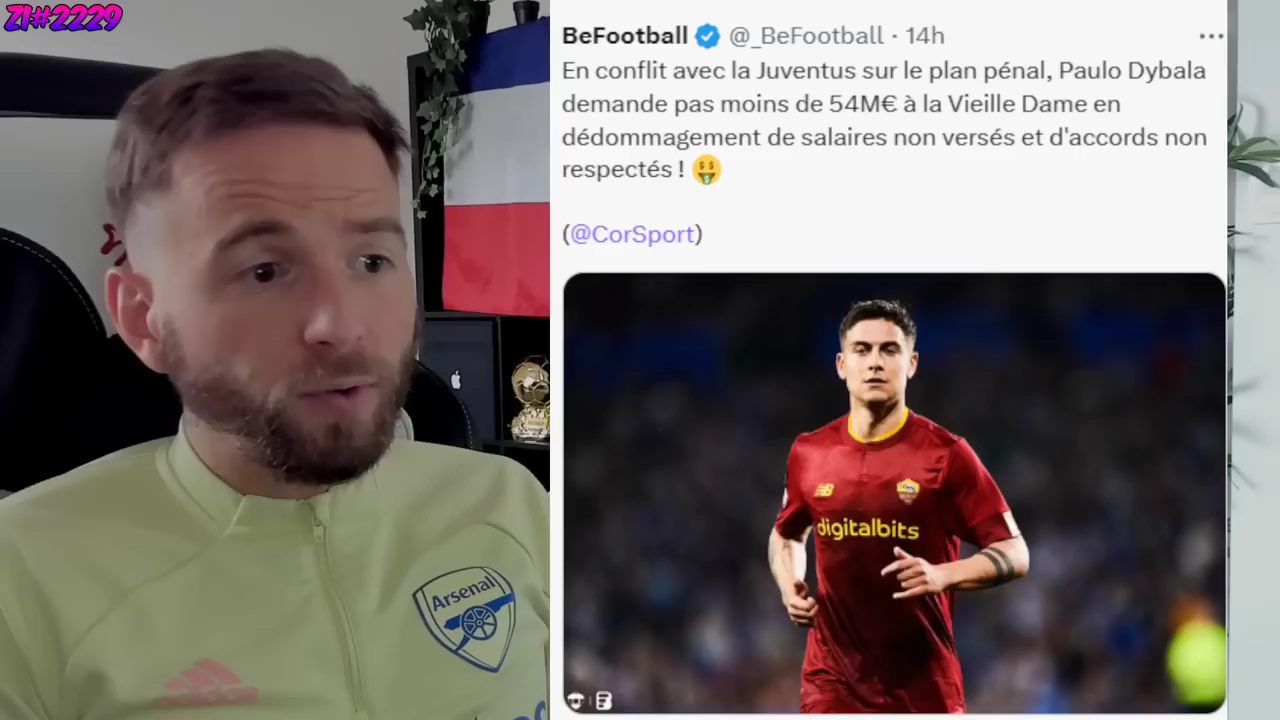 ZI#2229
BeFootball @_BeFootball · 14h
En conflit avec la Juventus sur le plan pénal, Paulo Dybala
demande pas moins de 54M€ à la Vieille Dame en
dédommagement de salaires non versés et d'accords non
respectés !
(@CorSport)
Arsenal
digitalbits